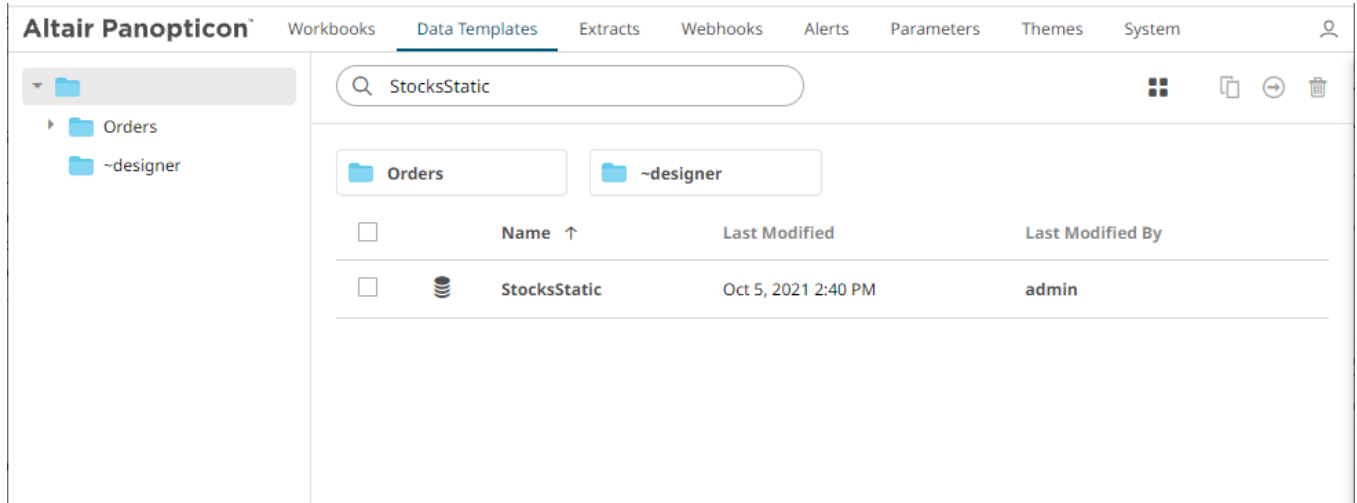 Altair Panopticon™ Workbooks Data Templates Extracts Webhooks Alerts Parameters Themes System
StocksStatic
Orders
~designer
Orders ~designer
Name ↑ Last Modified Last Modified By
StocksStatic Oct 5, 2021 2:40 PM admin